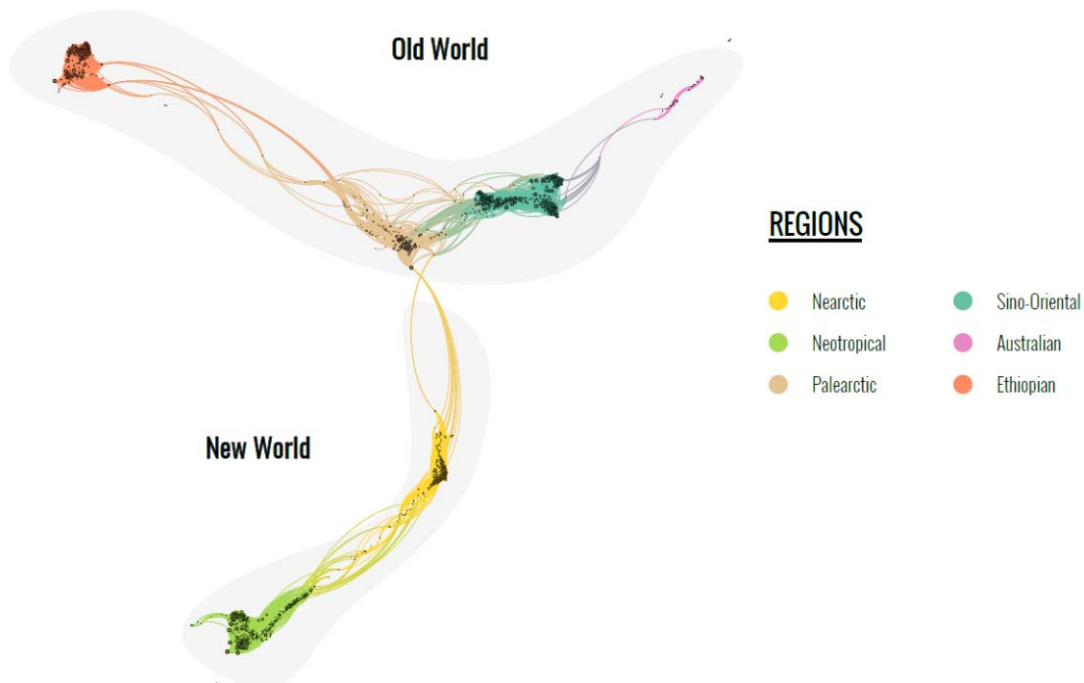 Old World
New World
REGIONS
Nearctic
Neotropical
Palearctic
Sino-Oriental
Australian
Ethiopian